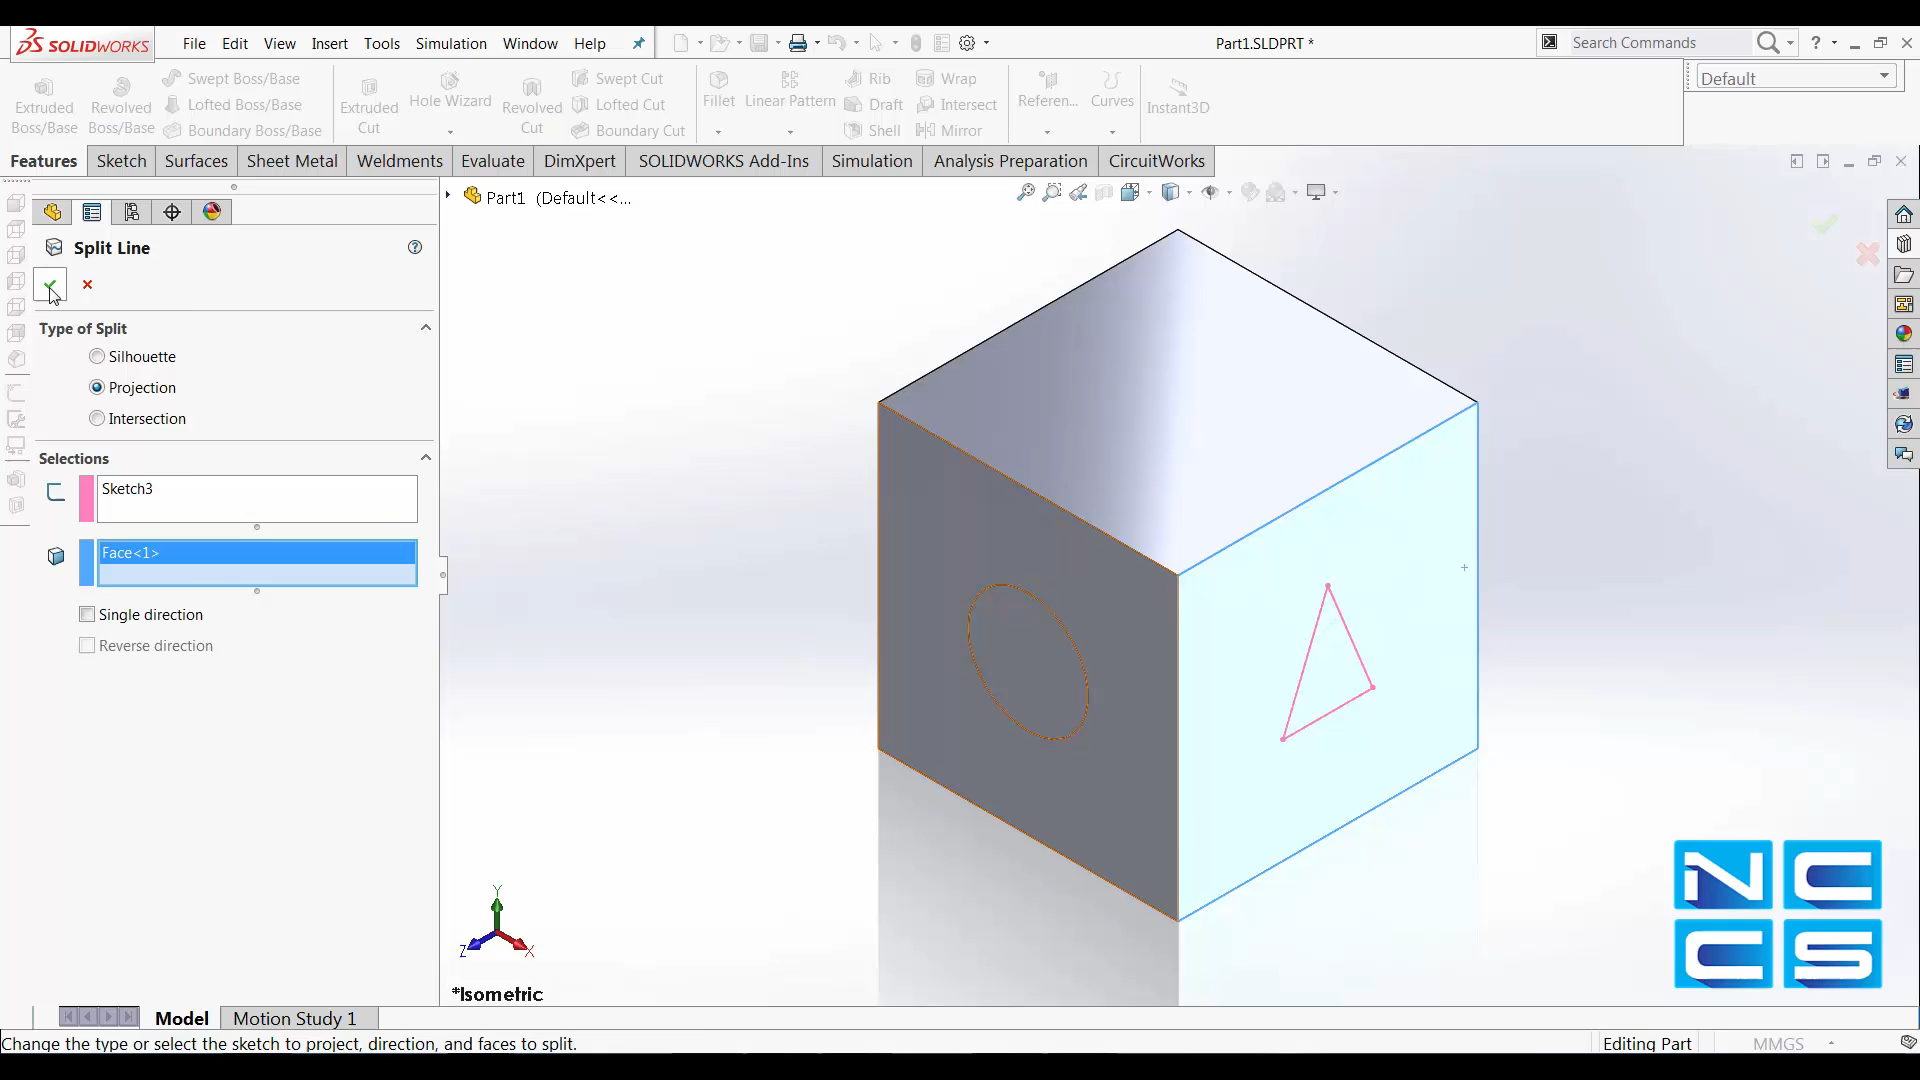 SOLIDWORKS File Edit View Insert Tools Simulation Window Help Part1.SLDPRT * Search Commands ?
Default
Extruded Boss/Base
Revolved Boss/Base
Swept Boss/Base
Lofted Boss/Base
Boundary Boss/Base
Extruded Cut
Hole Wizard
Revolved Cut
Swept Cut
Lofted Cut
Boundary Cut
Fillet
Linear Pattern
Rib
Draft
Shell
Wrap
Intersect
Mirror
Referen...
Curves
Instant3D
Features Sketch Surfaces Sheet Metal Weldments Evaluate DimXpert SOLIDWORKS Add-Ins Simulation Analysis Preparation CircuitWorks
Part1 (Default<<...
Split Line ?
Type of Split
Silhouette
Projection
Intersection
Selections
Sketch3
Face<1>
Single direction
Reverse direction
Y
Z X
*Isometric
NC
CS
Model Motion Study 1
Change the type or select the sketch to project, direction, and faces to split. Editing Part MMGS